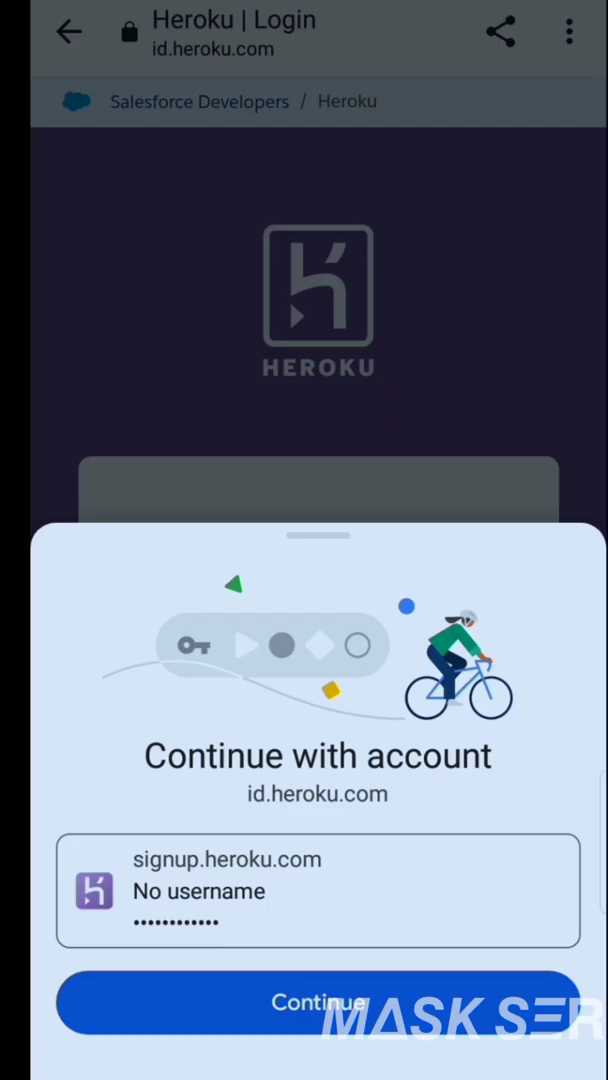 Heroku | Login
id.heroku.com
Salesforce Developers / Heroku
HEROKU
Continue with account
id.heroku.com
signup.heroku.com
No username
••••••••••••
Continue
MASK SER